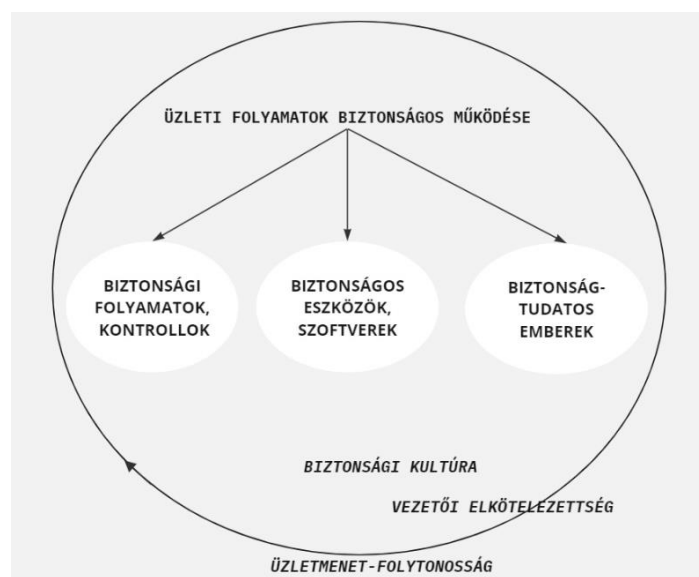 ÜZLETI FOLYAMATOK BIZTONSÁGOS MŰKÖDÉSE
BIZTONSÁGI
FOLYAMATOK,
KONTROLLOK
BIZTONSÁGOS
ESZKÖZÖK,
SZOFTVEREK
BIZTONSÁG-
TUDATOS
EMBEREK
BIZTONSÁGI KULTÚRA
VEZETŐI ELKÖTELEZETTSÉG
ÜZLETMENET-FOLYTONOSSÁG